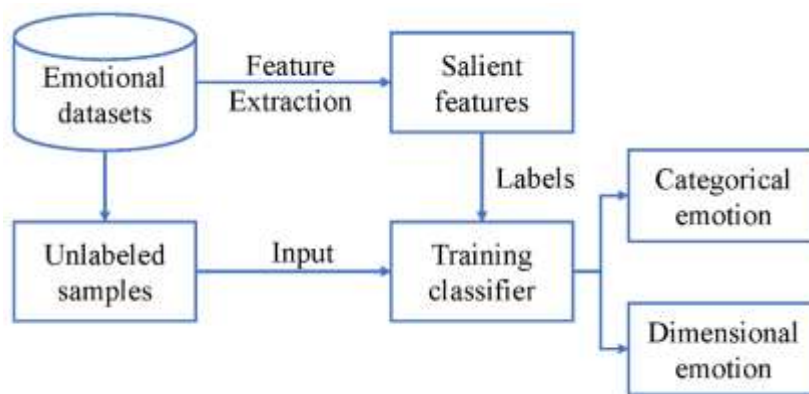 Emotional
datasets
Feature
Extraction
Salient
features
Labels
Categorical
emotion
Unlabeled
samples
Input
Training
classifier
Dimensional
emotion